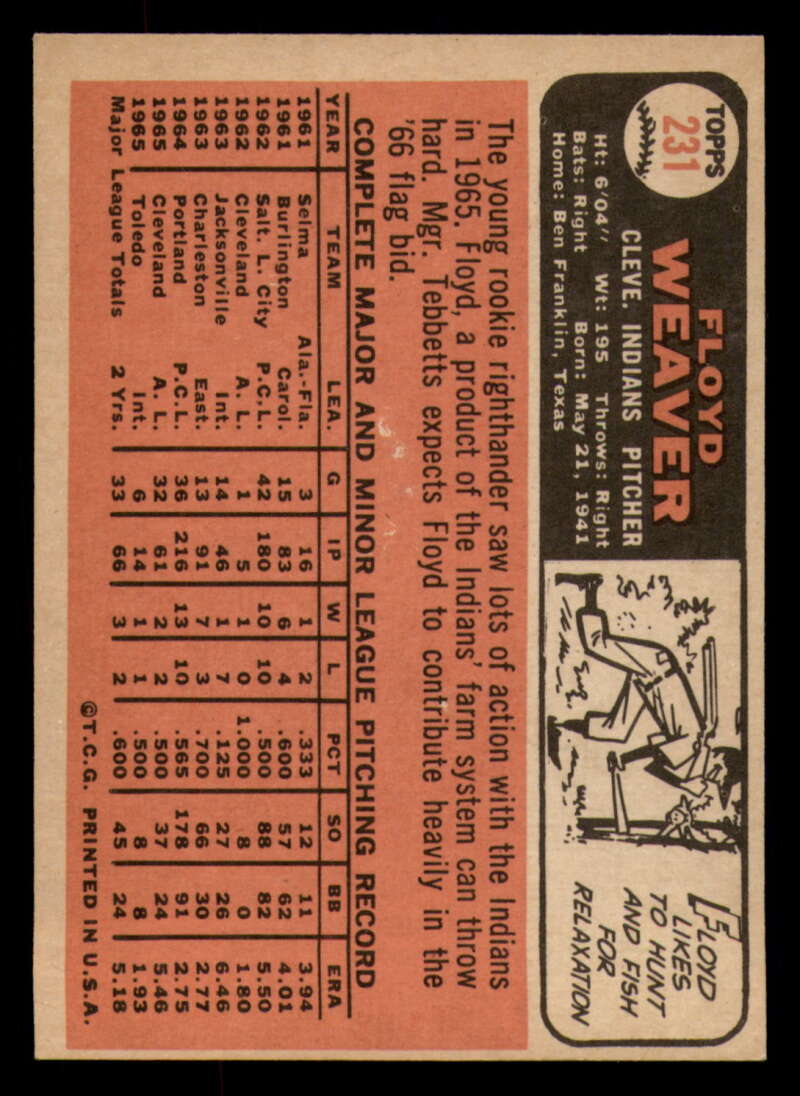 TOPPS
231
FLOYD
WEAVER
CLEVE. INDIANS PITCHER
Ht: 6'04" Wt: 195 Throws: Right
Bats: Right Born: May 21, 1941
Home: Ben Franklin, Texas
FLOYD
LIKES
TO HUNT
AND FISH
FOR
RELAXATION
The young rookie righthander saw lots of action with the Indians
in 1965. Floyd, a product of the Indians' farm system can throw
hard. Mgr. Tebbetts expects Floyd to contribute heavily in the
'66 flag bid.
COMPLETE MAJOR AND MINOR LEAGUE PITCHING RECORD
YEAR TEAM LEA. G IP W L PCT SO BB ERA
1961 Selma Ala.-Fla. 3 16 1 2 .333 12 11 3.94
1961 Burlington Carol. 15 83 6 4 .600 57 62 4.01
1962 Salt. L. City P.C.L. 42 180 10 10 .500 88 82 5.50
1962 Cleveland A. L. 1 5 1 0 1.000 8 0 1.80
1963 Jacksonville Int. 14 46 1 7 .125 27 26 6.46
1963 Charleston East. 13 91 7 3 .700 66 30 2.77
1964 Portland P.C.L. 36 216 13 10 .565 178 91 2.75
1965 Cleveland A. L. 32 61 2 2 .500 37 24 5.46
1965 Toledo Int. 6 14 1 1 .500 8 8 1.93
Major League Totals 2 Yrs. 33 66 3 2 .600 45 24 5.18
©T.C.G. PRINTED IN U.S.A.